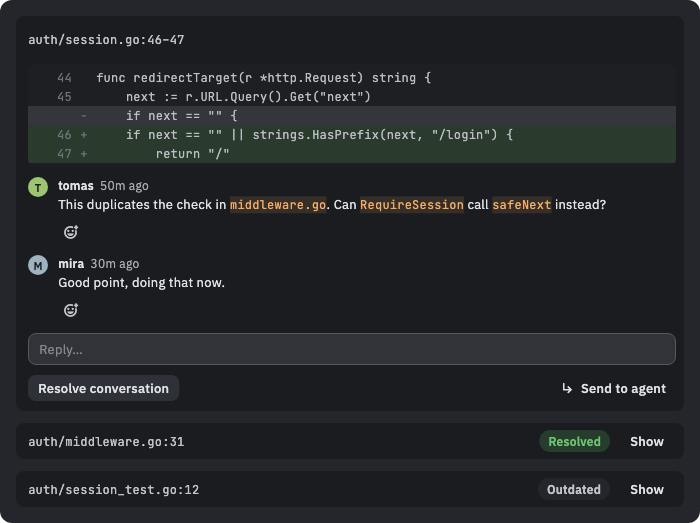 auth/session.go:46–47
44 func redirectTarget(r *http.Request) string {
45 next := r.URL.Query().Get("next")
- if next == "" {
46 + if next == "" || strings.HasPrefix(next, "/login") {
47 + return "/"
T tomas 50m ago
This duplicates the check in middleware.go. Can RequireSession call safeNext instead?
M mira 30m ago
Good point, doing that now.
Reply...
Resolve conversation ↳ Send to agent
auth/middleware.go:31 Resolved Show
auth/session_test.go:12 Outdated Show